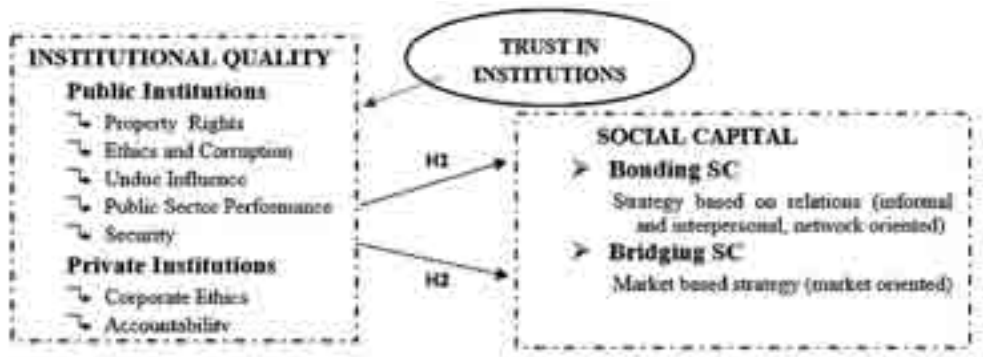 INSTITUTIONAL QUALITY
Public Institutions
Property Rights
Ethics and Corruption
Undue Influence
Public Sector Performance
Security
Private Institutions
Corporate Ethics
Accountability
TRUST IN
INSTITUTIONS
H1
H2
SOCIAL CAPITAL
Bonding SC
Strategy based on relations (informal
and interpersonal, network oriented)
Bridging SC
Market based strategy (market oriented)